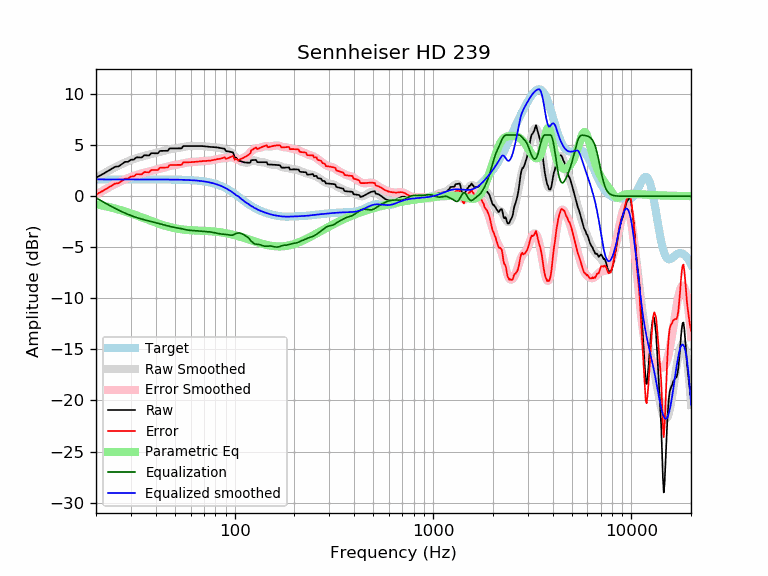 Sennheiser HD 239
Amplitude (dBr)
10
5
0
−5
−10
−15
−20
−25
−30
Target
Raw Smoothed
Error Smoothed
Raw
Error
Parametric Eq
Equalization
Equalized smoothed
100 1000 10000
Frequency (Hz)